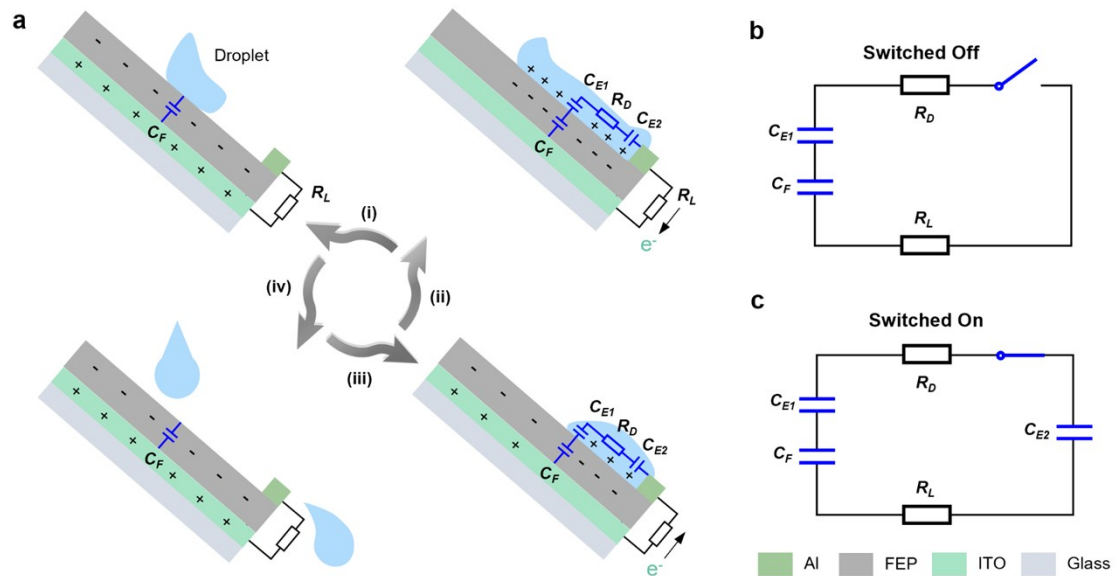 a
Droplet
C_F
R_L
C_E1
R_D
C_E2
C_F
R_L
e⁻
(i)
(ii)
(iii)
(iv)
C_F
C_E1
R_D
C_E2
C_F
e⁻
b
Switched Off
R_D
C_E1
C_F
R_L
c
Switched On
R_D
C_E1
C_E2
C_F
R_L
Al FEP ITO Glass